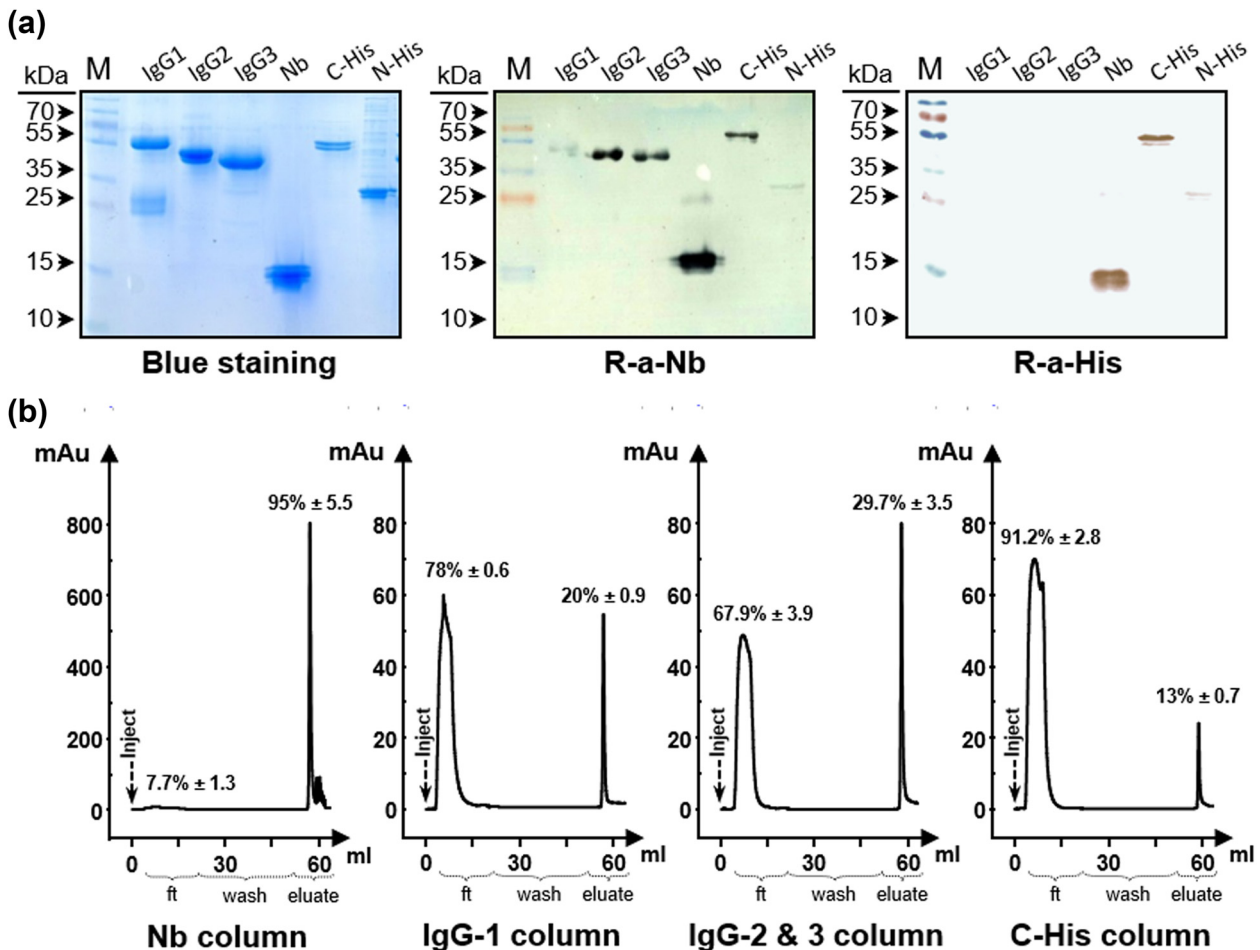 (a)
kDa M IgG1 IgG2 IgG3 Nb C-His N-His
70
55
35
25
15
10
Blue staining
kDa M IgG1 IgG2 IgG3 Nb C-His N-His
70
55
35
25
15
10
R-a-Nb
kDa M IgG1 IgG2 IgG3 Nb C-His N-His
70
55
35
25
15
10
R-a-His
(b)
mAu
95% ± 5.5
800
600
400
200
0
Inject
7.7% ± 1.3
0 30 60 ml
ft wash eluate
Nb column
mAu
80
78% ± 0.6
60
20% ± 0.9
40
20
0
Inject
0 30 60 ml
ft wash eluate
IgG-1 column
mAu
29.7% ± 3.5
80
67.9% ± 3.9
60
40
20
0
Inject
0 30 60 ml
ft wash eluate
IgG-2 & 3 column
mAu
80
91.2% ± 2.8
60
40
13% ± 0.7
20
0
Inject
0 30 60 ml
ft wash eluate
C-His column